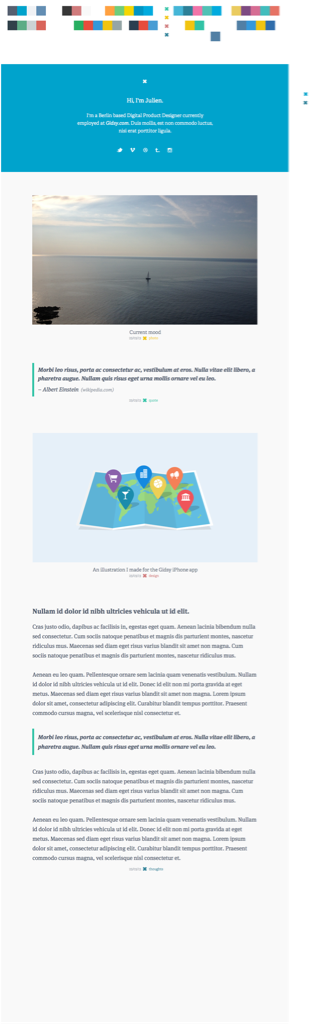 Hi, I'm Julien.
I'm a Berlin based Digital Product Designer currently
employed at Gidsy.com. Duis mollis, est non commodo luctus,
nisi erat porttitor ligula.
Current mood
Morbi leo risus, porta ac consectetur ac, vestibulum at eros. Nulla vitae elit libero, a
pharetra augue. Nullam quis risus eget urna mollis ornare vel eu leo.
– Albert Einstein (wikipedia.com)
An illustration I made for the Gidsy iPhone app
Nullam id dolor id nibh ultricies vehicula ut id elit.
Cras justo odio, dapibus ac facilisis in, egestas eget quam. Aenean lacinia bibendum nulla
sed consectetur. Cum sociis natoque penatibus et magnis dis parturient montes, nascetur
ridiculus mus. Maecenas sed diam eget risus varius blandit sit amet non magna. Cum
sociis natoque penatibus et magnis dis parturient montes, nascetur ridiculus mus.
Aenean eu leo quam. Pellentesque ornare sem lacinia quam venenatis vestibulum. Nullam
id dolor id nibh ultricies vehicula ut id elit. Donec id elit non mi porta gravida at eget
metus. Maecenas sed diam eget risus varius blandit sit amet non magna. Lorem ipsum
dolor sit amet, consectetur adipiscing elit. Curabitur blandit tempus porttitor. Praesent
commodo cursus magna, vel scelerisque nisl consectetur et.
Morbi leo risus, porta ac consectetur ac, vestibulum at eros. Nulla vitae elit libero, a
pharetra augue. Nullam quis risus eget urna mollis ornare vel eu leo.
Cras justo odio, dapibus ac facilisis in, egestas eget quam. Aenean lacinia bibendum nulla
sed consectetur. Cum sociis natoque penatibus et magnis dis parturient montes, nascetur
ridiculus mus. Maecenas sed diam eget risus varius blandit sit amet non magna. Cum
sociis natoque penatibus et magnis dis parturient montes, nascetur ridiculus mus.
Aenean eu leo quam. Pellentesque ornare sem lacinia quam venenatis vestibulum. Nullam
id dolor id nibh ultricies vehicula ut id elit. Donec id elit non mi porta gravida at eget
metus. Maecenas sed diam eget risus varius blandit sit amet non magna. Lorem ipsum
dolor sit amet, consectetur adipiscing elit. Curabitur blandit tempus porttitor. Praesent
commodo cursus magna, vel scelerisque nisl consectetur et.